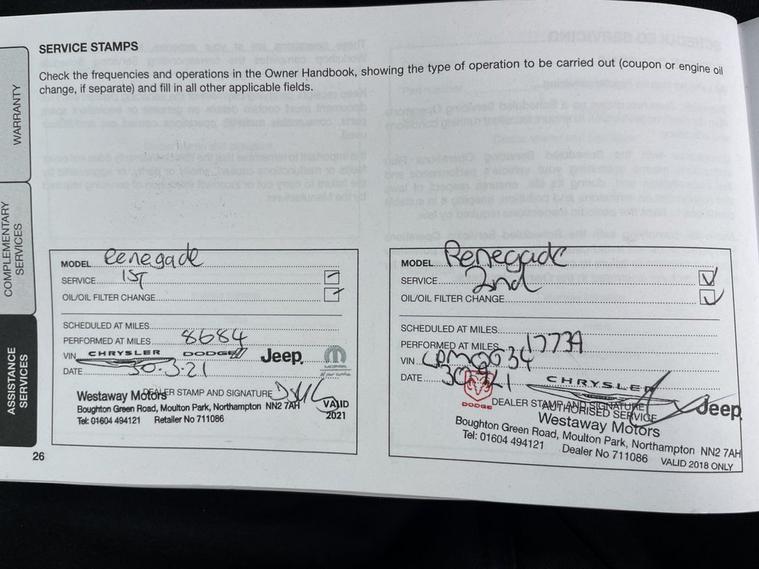 SERVICE STAMPS
Check the frequencies and operations in the Owner Handbook, showing the type of operation to be carried out (coupon or engine oil
change, if separate) and fill in all other applicable fields.
WARRANTY
COMPLEMENTARY
SERVICES
ASSISTANCE
SERVICES
MODEL Renegade
SERVICE 1ST
OIL/OIL FILTER CHANGE
SCHEDULED AT MILES
PERFORMED AT MILES 8684
VIN CHRYSLER DODGE Jeep
DATE 30.3.21
DEALER STAMP AND SIGNATURE
Westaway Motors
Boughton Green Road, Moulton Park, Northampton NN2 7AH
Tel: 01604 494121 Retailer No 711086
VALID
2021
MODEL Renegade
SERVICE 2nd
OIL/OIL FILTER CHANGE
SCHEDULED AT MILES
PERFORMED AT MILES
VIN
DATE
DODGE
CHRYSLER
Jeep
DEALER STAMP AND SIGNATURE
AUTHORISED SERVICE
Westaway Motors
Boughton Green Road, Moulton Park, Northampton NN2 7AH
Tel: 01604 494121 Dealer No 711086
VALID 2018 ONLY
26